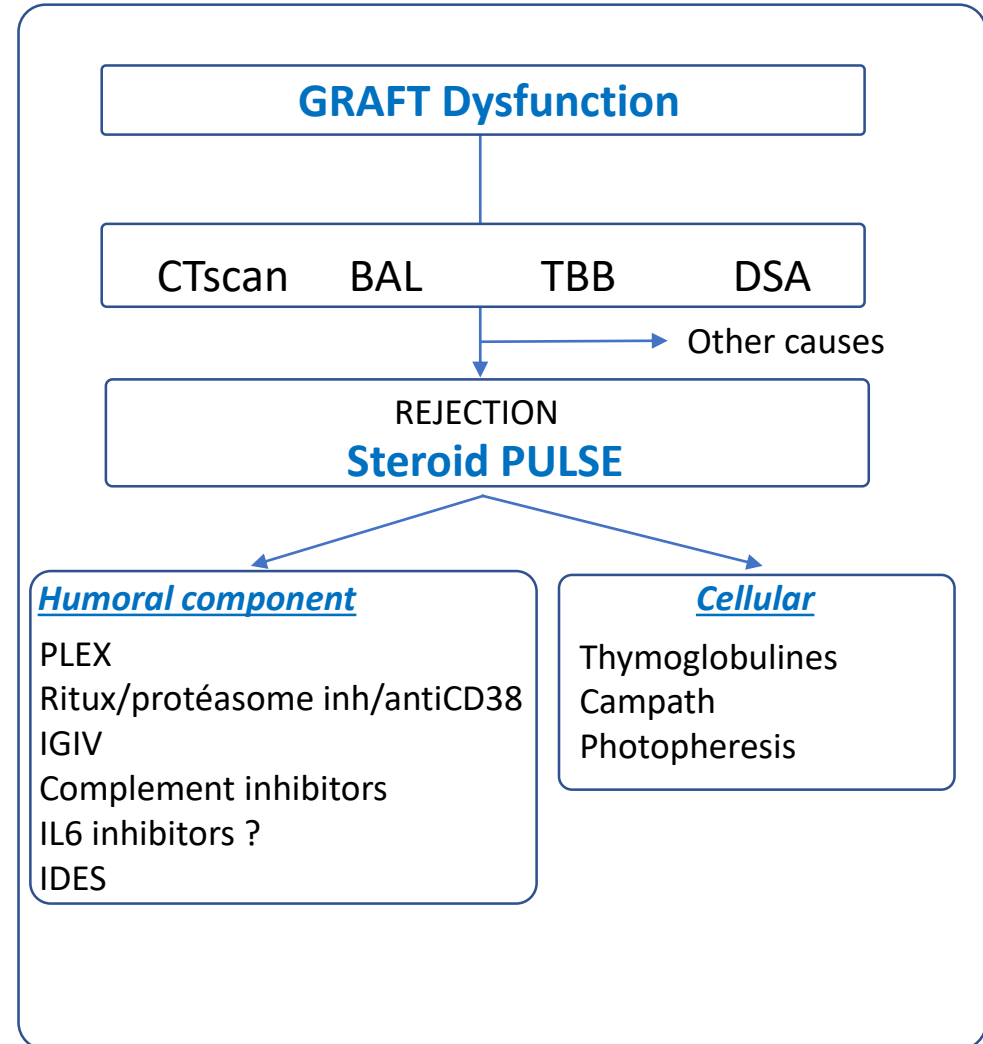 GRAFT Dysfunction
CTscan BAL TBB DSA
Other causes
REJECTION
Steroid PULSE
Humoral component
PLEX
Ritux/protéasome inh/antiCD38
IGIV
Complement inhibitors
IL6 inhibitors ?
IDES
Cellular
Thymoglobulines
Campath
Photopheresis